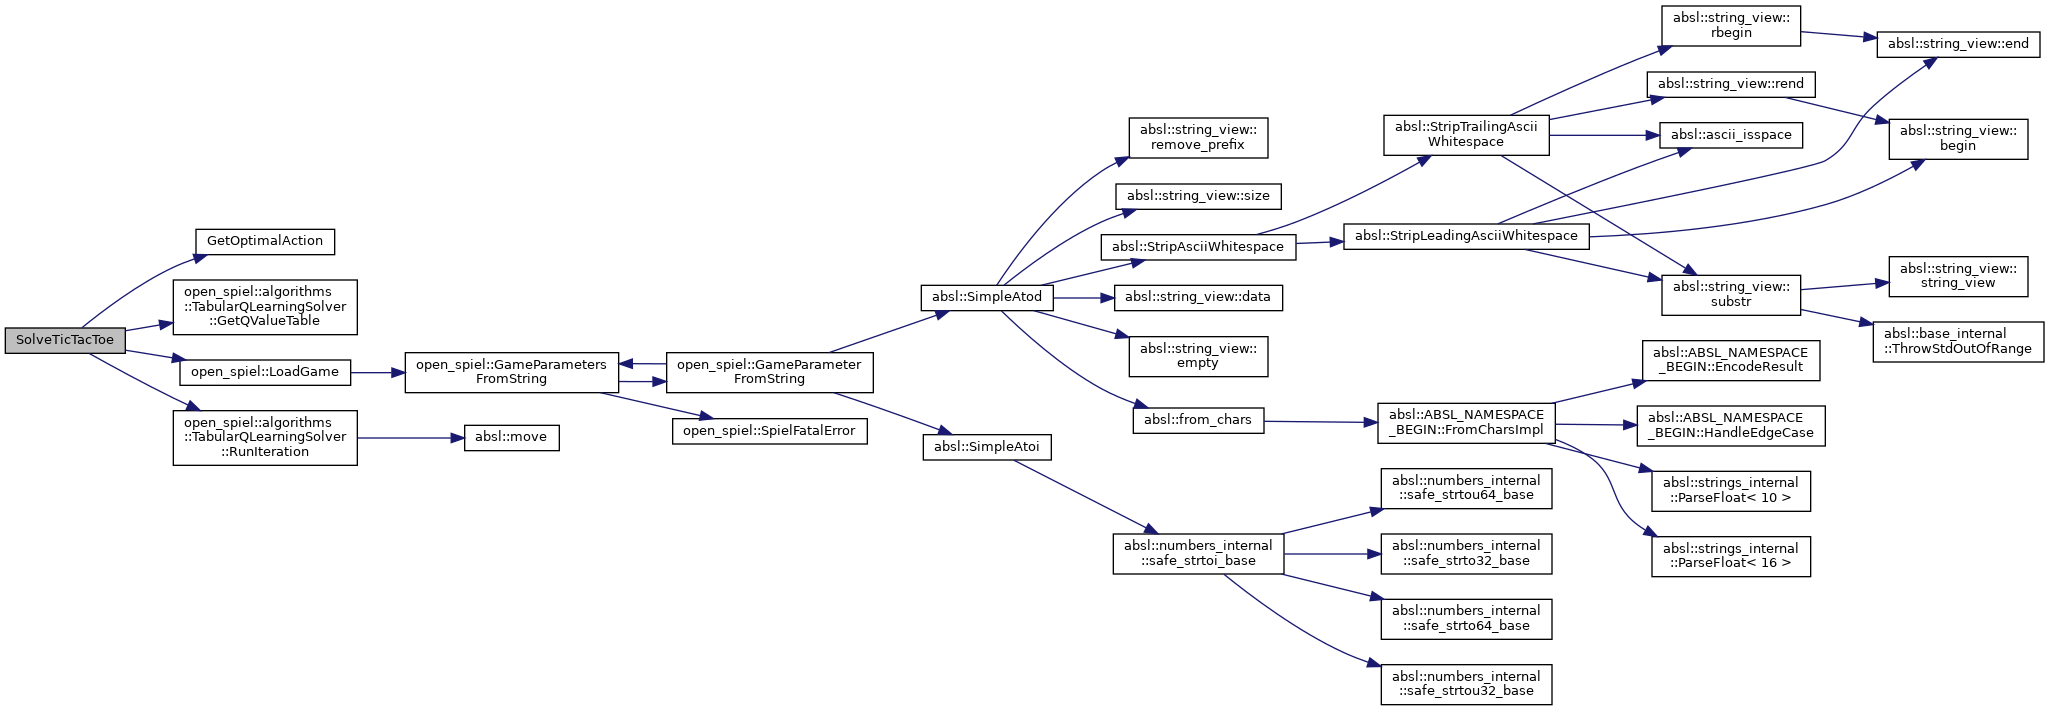 SolveTicTacToe
GetOptimalAction
open_spiel::algorithms
::TabularQLearningSolver
::GetQValueTable
open_spiel::LoadGame
open_spiel::algorithms
::TabularQLearningSolver
::RunIteration
absl::move
open_spiel::GameParameters
FromString
open_spiel::GameParameter
FromString
open_spiel::SpielFatalError
absl::SimpleAtod
absl::SimpleAtoi
absl::string_view::
remove_prefix
absl::string_view::size
absl::StripAsciiWhitespace
absl::string_view::data
absl::string_view::
empty
absl::from_chars
absl::numbers_internal
::safe_strtoi_base
absl::StripTrailingAscii
Whitespace
absl::StripLeadingAsciiWhitespace
absl::ABSL_NAMESPACE
_BEGIN::FromCharsImpl
absl::numbers_internal
::safe_strtou64_base
absl::numbers_internal
::safe_strto32_base
absl::numbers_internal
::safe_strto64_base
absl::numbers_internal
::safe_strtou32_base
absl::string_view::
rbegin
absl::string_view::rend
absl::ascii_isspace
absl::string_view::
substr
absl::ABSL_NAMESPACE
_BEGIN::EncodeResult
absl::ABSL_NAMESPACE
_BEGIN::HandleEdgeCase
absl::strings_internal
::ParseFloat< 10 >
absl::strings_internal
::ParseFloat< 16 >
absl::string_view::end
absl::string_view::
begin
absl::string_view::
string_view
absl::base_internal
::ThrowStdOutOfRange